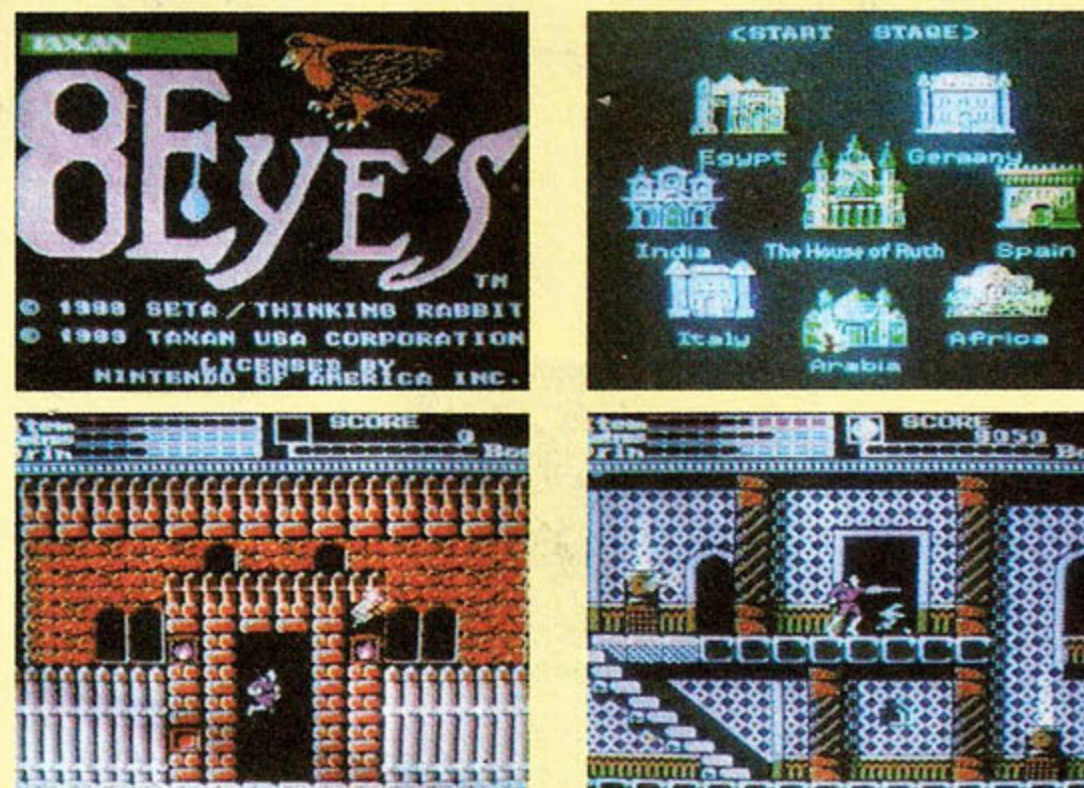 TAXAN
8Eye's
TM
© 1988 SETA/THINKING RABBIT
© 1989 TAXAN USA CORPORATION
LICENSED BY
NINTENDO OF AMERICA INC.
<START STAGE>
Egypt
Germany
India
The House of Ruth
Spain
Italy
Arabia
Africa
SCORE
0
SCORE
8050